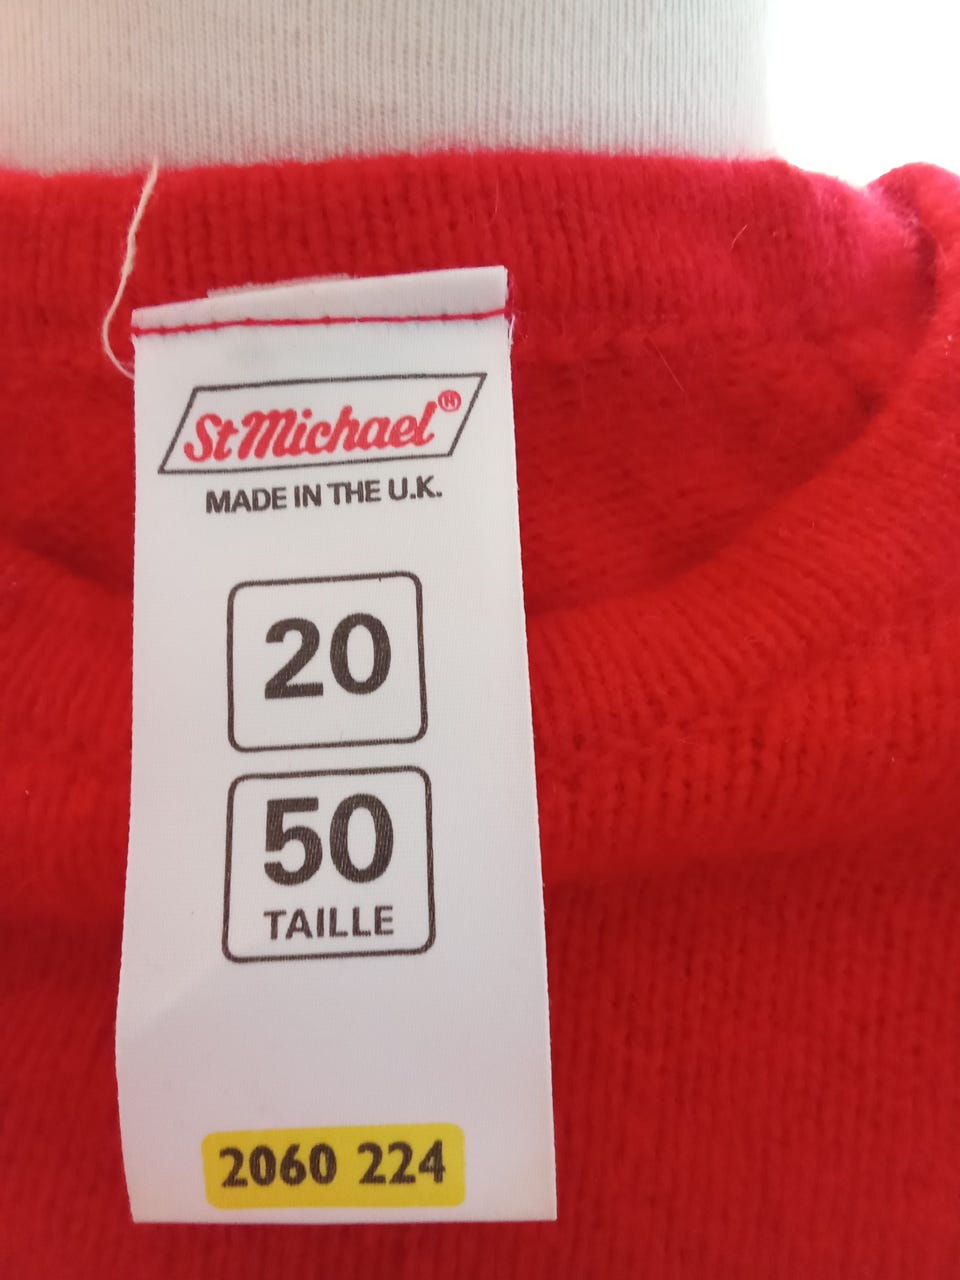 St Michael®
MADE IN THE U.K.
20
50
TAILLE
2060 224